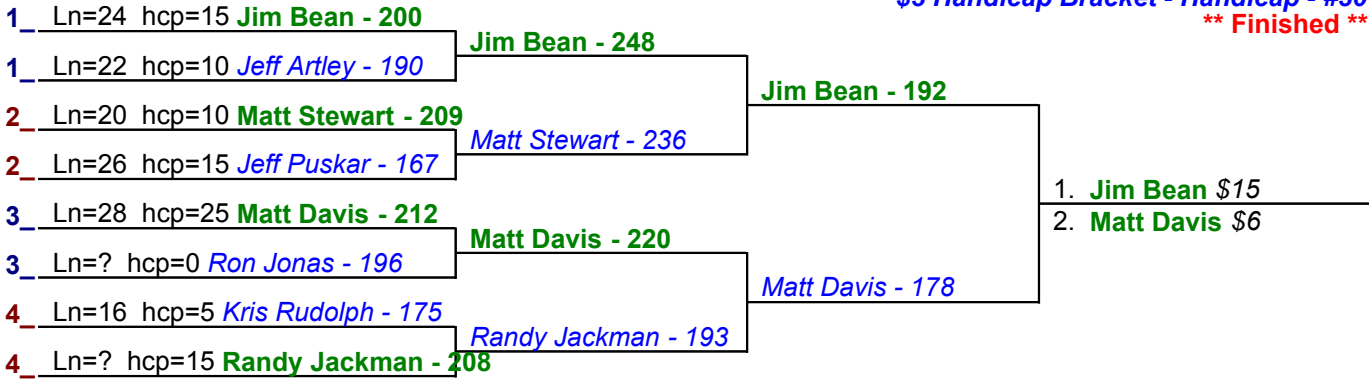 $3 Handicap Bracket - Handicap -
** Finished **
1_ Ln=24 hcp=15 Jim Bean - 200
Jim Bean - 248
1_ Ln=22 hcp=10 Jeff Artley - 190
Jim Bean - 192
2_ Ln=20 hcp=10 Matt Stewart - 209
Matt Stewart - 236
2_ Ln=26 hcp=15 Jeff Puskar - 167
1. Jim Bean $15
2. Matt Davis $6
3_ Ln=28 hcp=25 Matt Davis - 212
Matt Davis - 220
3_ Ln=? hcp=0 Ron Jonas - 196
Matt Davis - 178
4_ Ln=16 hcp=5 Kris Rudolph - 175
Randy Jackman - 193
4_ Ln=? hcp=15 Randy Jackman - 208